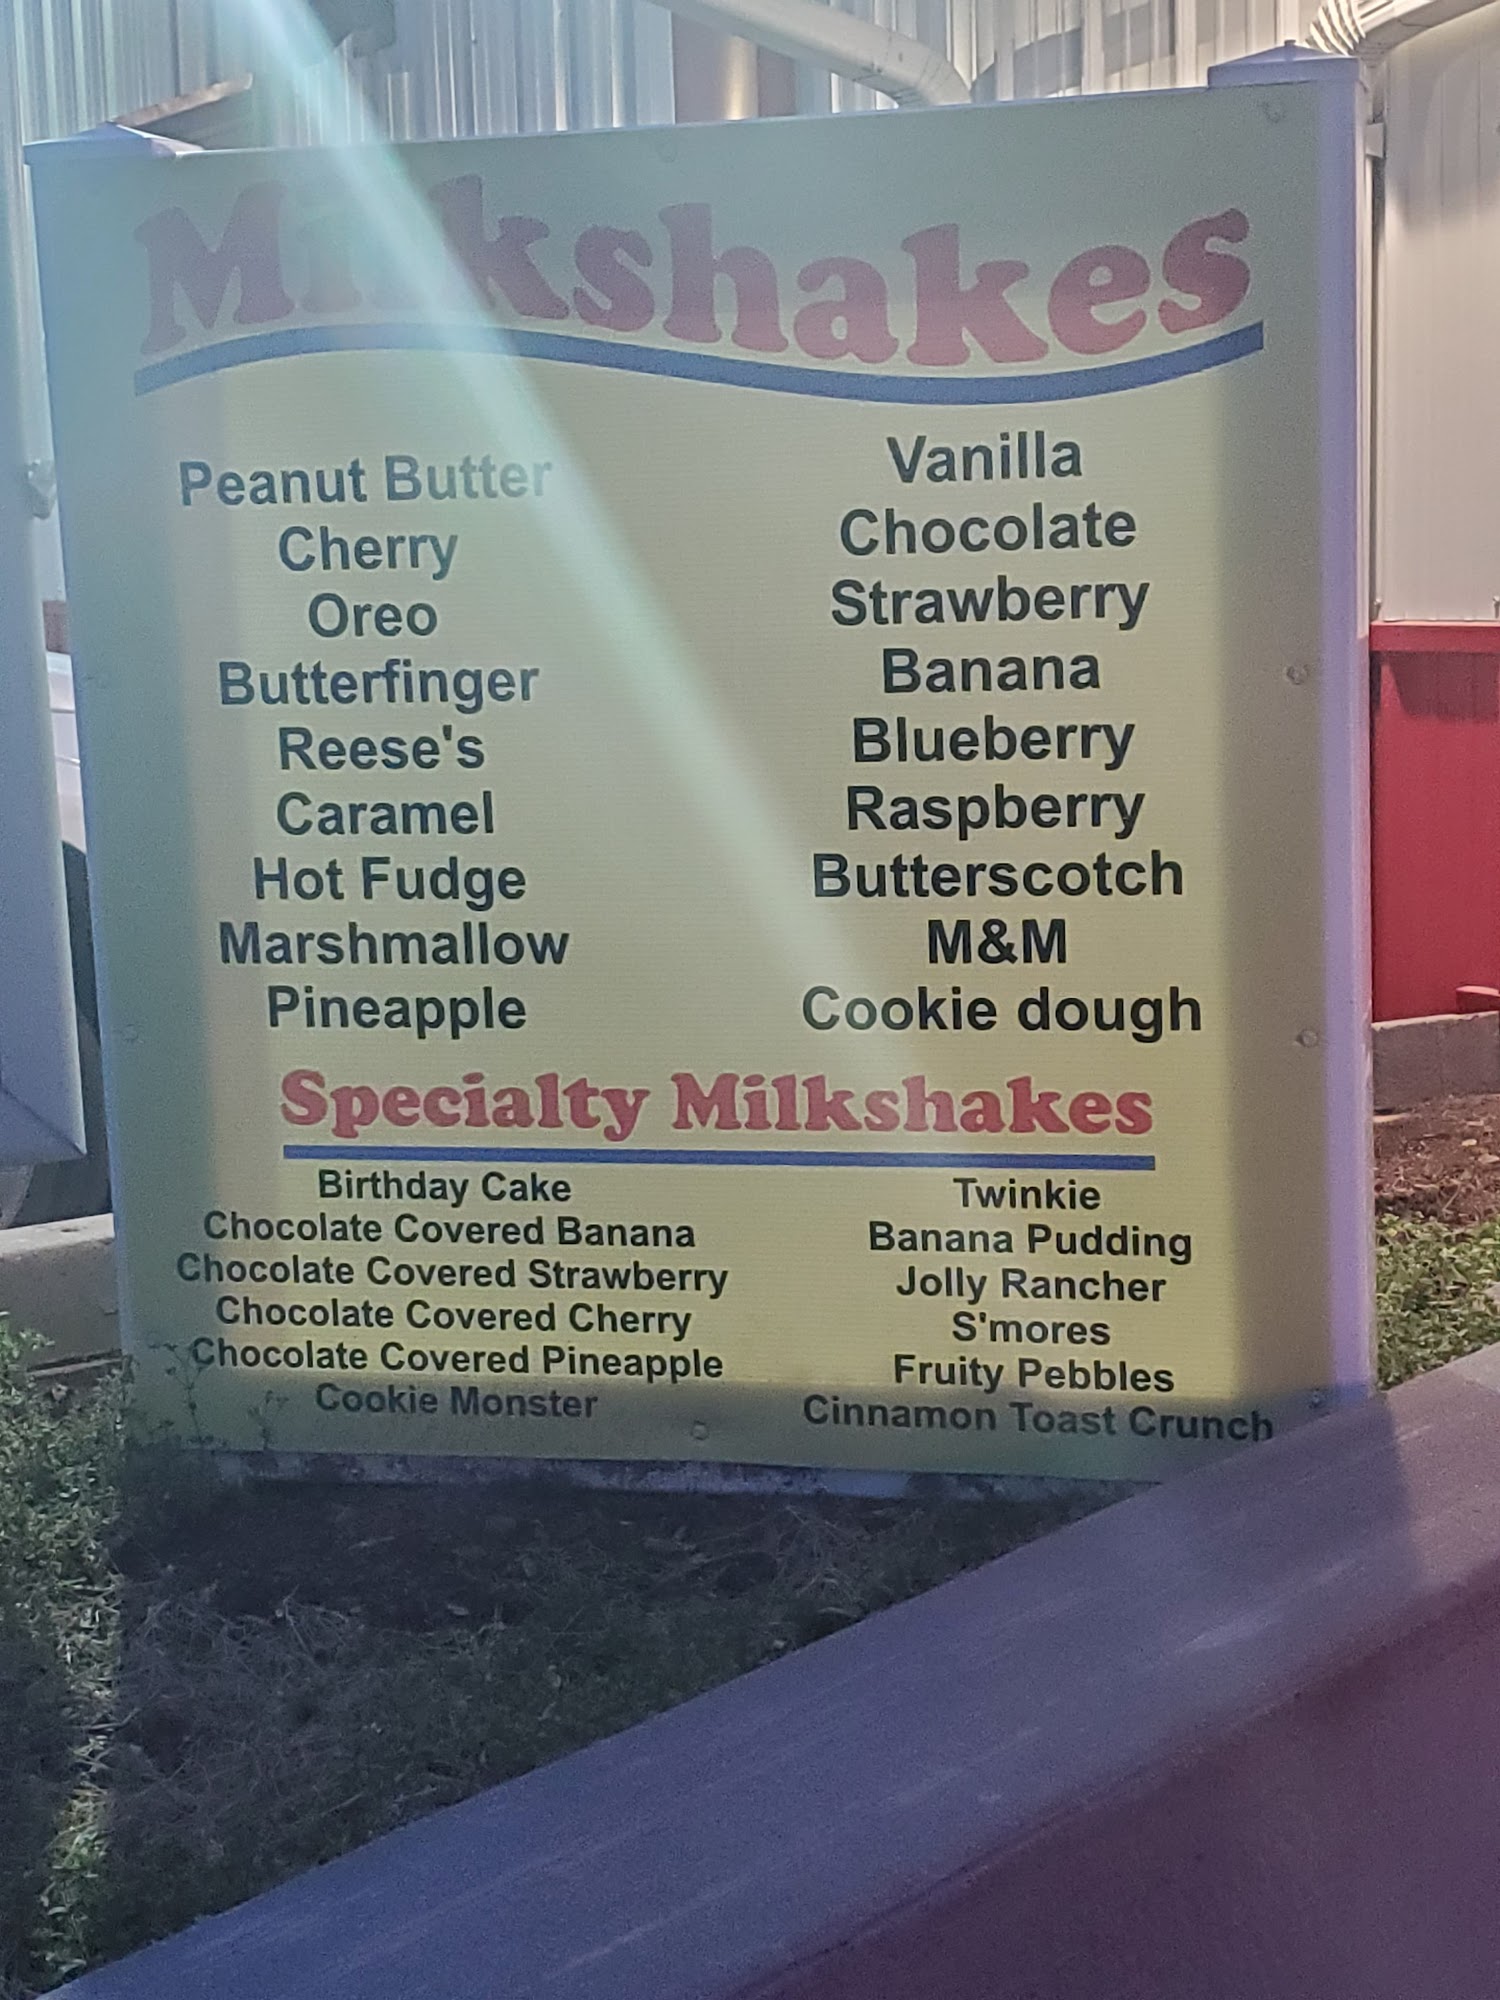 Milkshakes
Peanut Butter
Cherry
Oreo
Butterfinger
Reese's
Caramel
Hot Fudge
Marshmallow
Pineapple
Vanilla
Chocolate
Strawberry
Banana
Blueberry
Raspberry
Butterscotch
M&M
Cookie dough
Specialty Milkshakes
Birthday Cake
Chocolate Covered Banana
Chocolate Covered Strawberry
Chocolate Covered Cherry
Chocolate Covered Pineapple
Cookie Monster
Twinkie
Banana Pudding
Jolly Rancher
S'mores
Fruity Pebbles
Cinnamon Toast Crunch